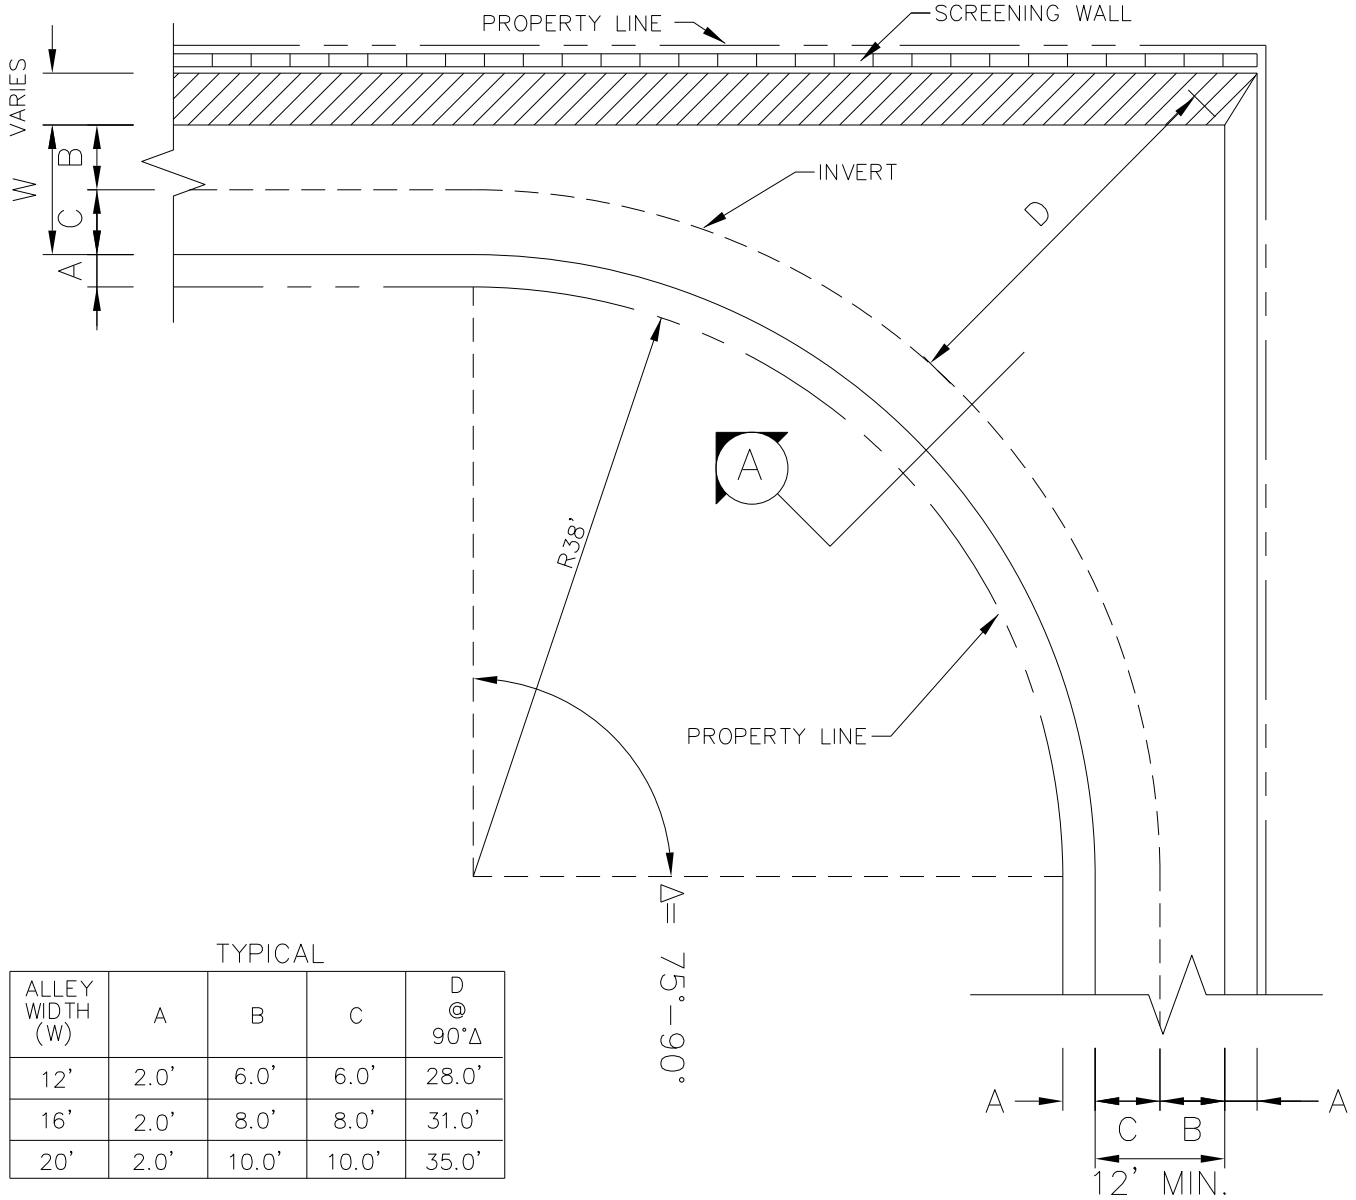 PROPERTY LINE
SCREENING WALL
VARIES
W
B
C
A
INVERT
D
A
R38'
PROPERTY LINE
Δ= 75°-90°
TYPICAL
ALLEY WIDTH (W) A B C D @ 90°Δ
12' 2.0' 6.0' 6.0' 28.0'
16' 2.0' 8.0' 8.0' 31.0'
20' 2.0' 10.0' 10.0' 35.0'
A
C
B
A
12' MIN.